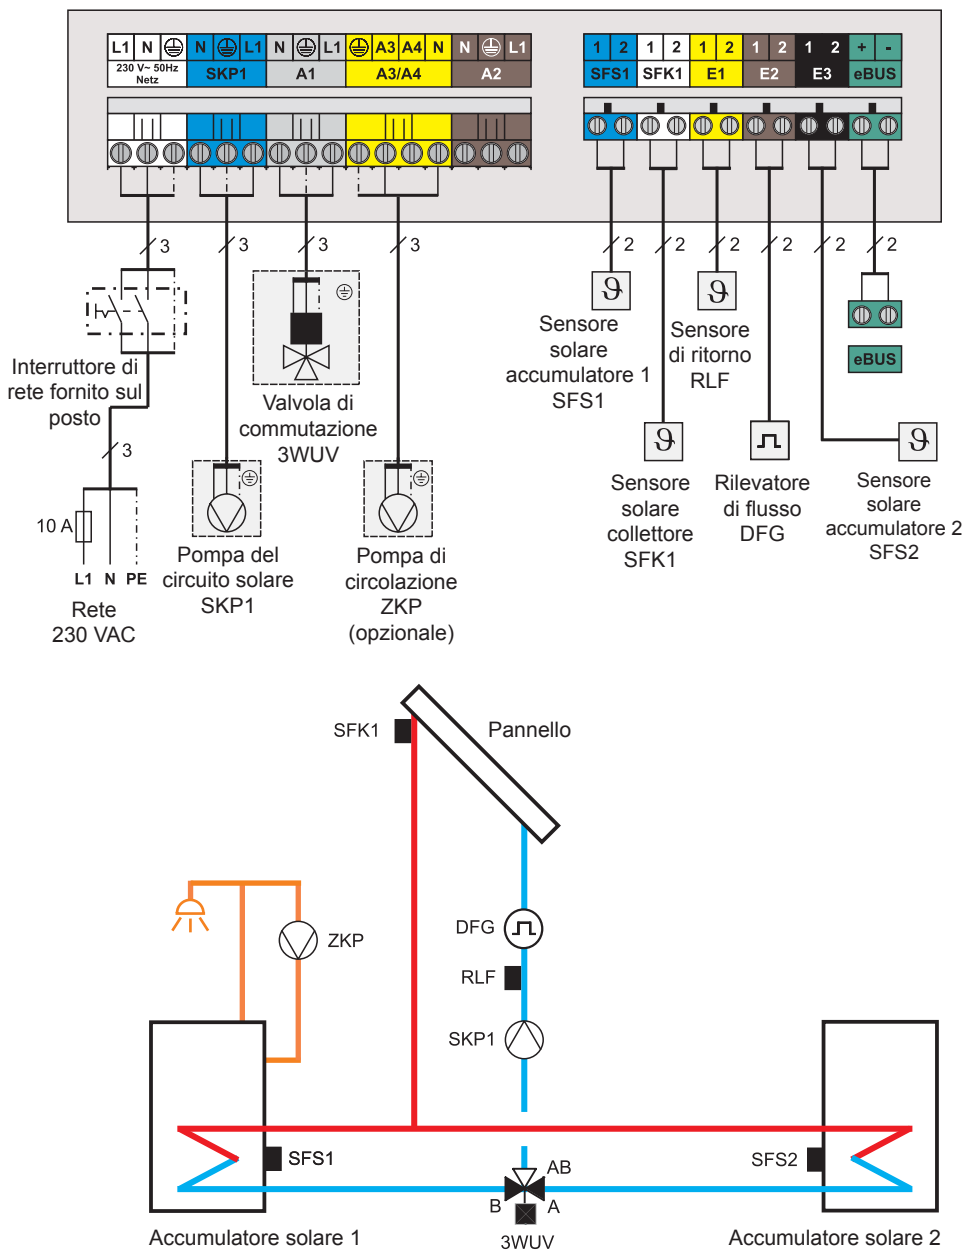 L1 N N L1 N L1 A3 A4 N N L1
230 V~ 50Hz
Netz
SKP1 A1 A3/A4 A2
1 2 1 2 1 2 1 2 1 2 + -
SFS1 SFK1 E1 E2 E3 eBUS
3 3 3 3 2 2 2 2 2 2
Interruttore di
rete fornito sul
posto
3
10 A
L1 N PE
Rete
230 VAC
Pompa del
circuito solare
SKP1
Valvola di
commutazione
3WUV
Pompa di
circolazione
ZKP
(opzionale)
Sensore
solare
accumulatore 1
SFS1
Sensore
solare
collettore
SFK1
Sensore
di ritorno
RLF
Rilevatore
di flusso
DFG
eBUS
Sensore
solare
accumulatore 2
SFS2
SFK1
Pannello
DFG
ZKP
RLF
SKP1
SFS1
SFS2
AB
B
A
3WUV
Accumulatore solare 1
Accumulatore solare 2